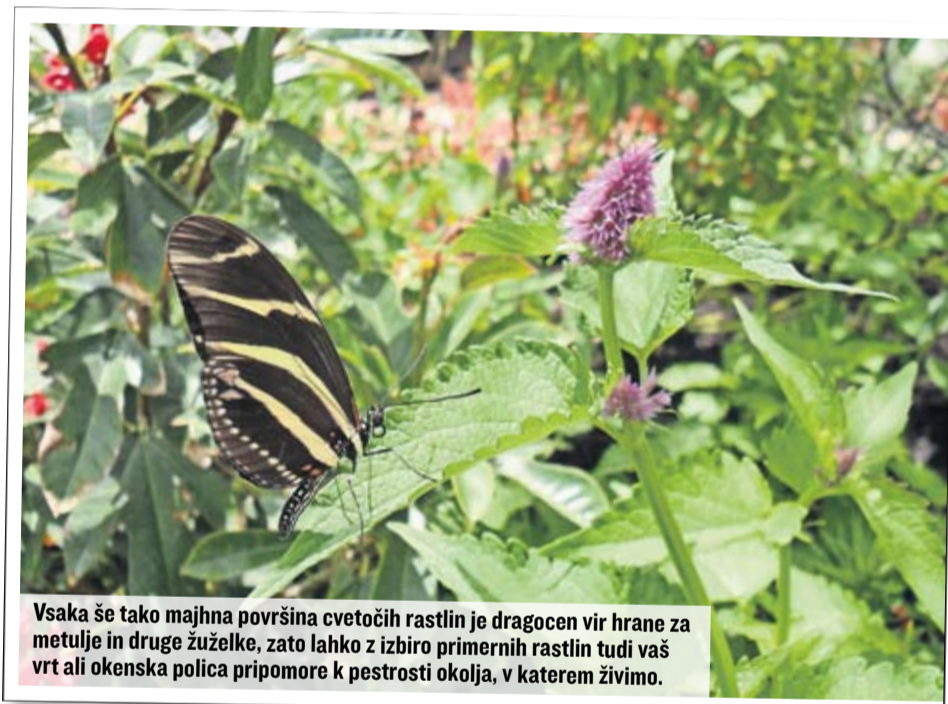 Vsaka še tako majhna površina cvetočih rastlin je dragocen vir hrane za
metulje in druge žuželke, zato lahko z izbiro primernih rastlin tudi vaš
vrt ali okenska polica pripomore k pestrosti okolja, v katerem živimo.